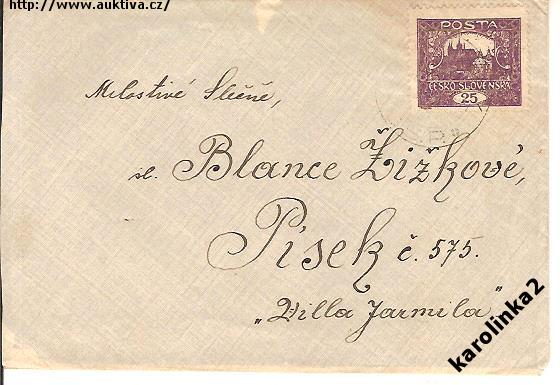 http://www.auktiva.cz/
POSTA
ČESKO-SLOVENSKÁ
25
Milostivé Slečně,
sl. Blance Žižkové,
Písek č. 575.
„Villa Jarmila"
karolinka2